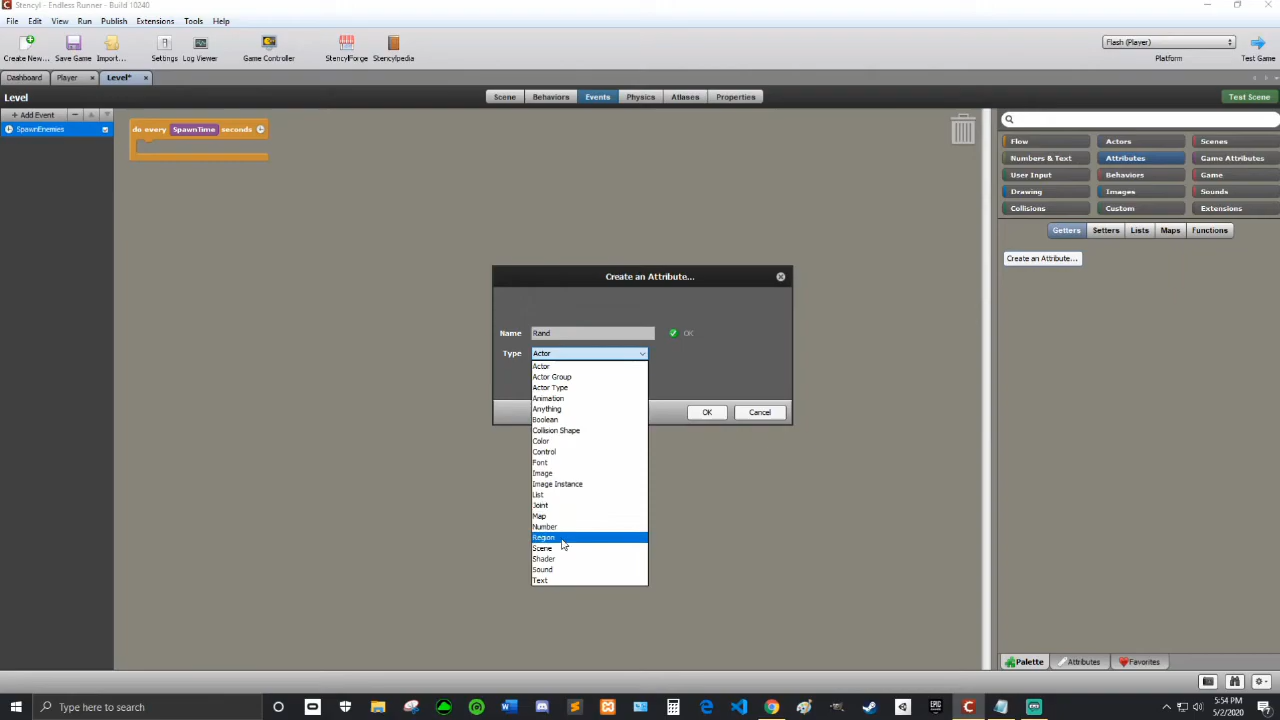 Stencyl - Endless Runner - Build 10240
File Edit View Run Publish Extensions Tools Help
Create New... Save Game Import... Settings Log Viewer Game Controller StencylForge Stencylpedia
Flash (Player)
Platform Test Game
Dashboard Player Level*
Level Scene Behaviors Events Physics Atlases Properties Test Scene
Add Event
SpawnEnemies
do every SpawnTime seconds
Flow Actors Scenes
Numbers & Text Attributes Game Attributes
User Input Behaviors Game
Drawing Images Sounds
Collisions Custom Extensions
Getters Setters Lists Maps Functions
Create an Attribute...
Create an Attribute...
Name Rand OK
Type Actor
Actor
Actor Group
Actor Type
Animation
Anything
Boolean
Collision Shape
Color
Control
Font
Image
Image Instance
List
Joint
Map
Number
Region
Scene
Shader
Sound
Text
OK Cancel
Palette Attributes Favorites
Type here to search
5:54 PM
5/2/2020